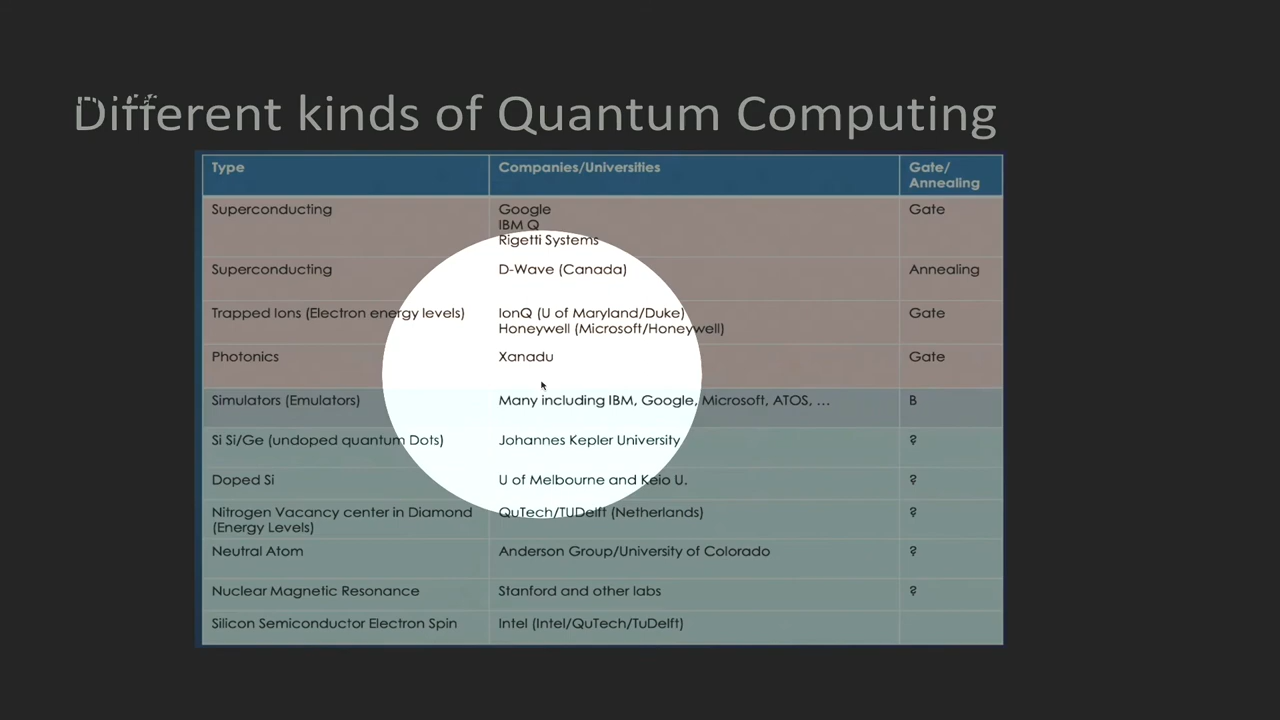 Different kinds of Quantum Computing
Type Companies/Universities Gate/
Annealing
Superconducting Google Gate
IBM Q
Rigetti Systems
Superconducting D-Wave (Canada) Annealing
Trapped Ions (Electron energy levels) IonQ (U of Maryland/Duke) Gate
Honeywell (Microsoft/Honeywell)
Photonics Xanadu Gate
Simulators (Emulators) Many including IBM, Google, Microsoft, ATOS, ... B
Si Si/Ge (undoped quantum Dots) Johannes Kepler University ?
Doped Si U of Melbourne and Keio U. ?
Nitrogen Vacancy center in Diamond QuTech/TUDelft (Netherlands) ?
(Energy Levels)
Neutral Atom Anderson Group/University of Colorado ?
Nuclear Magnetic Resonance Stanford and other labs ?
Silicon Semiconductor Electron Spin Intel (Intel/QuTech/TuDelft)